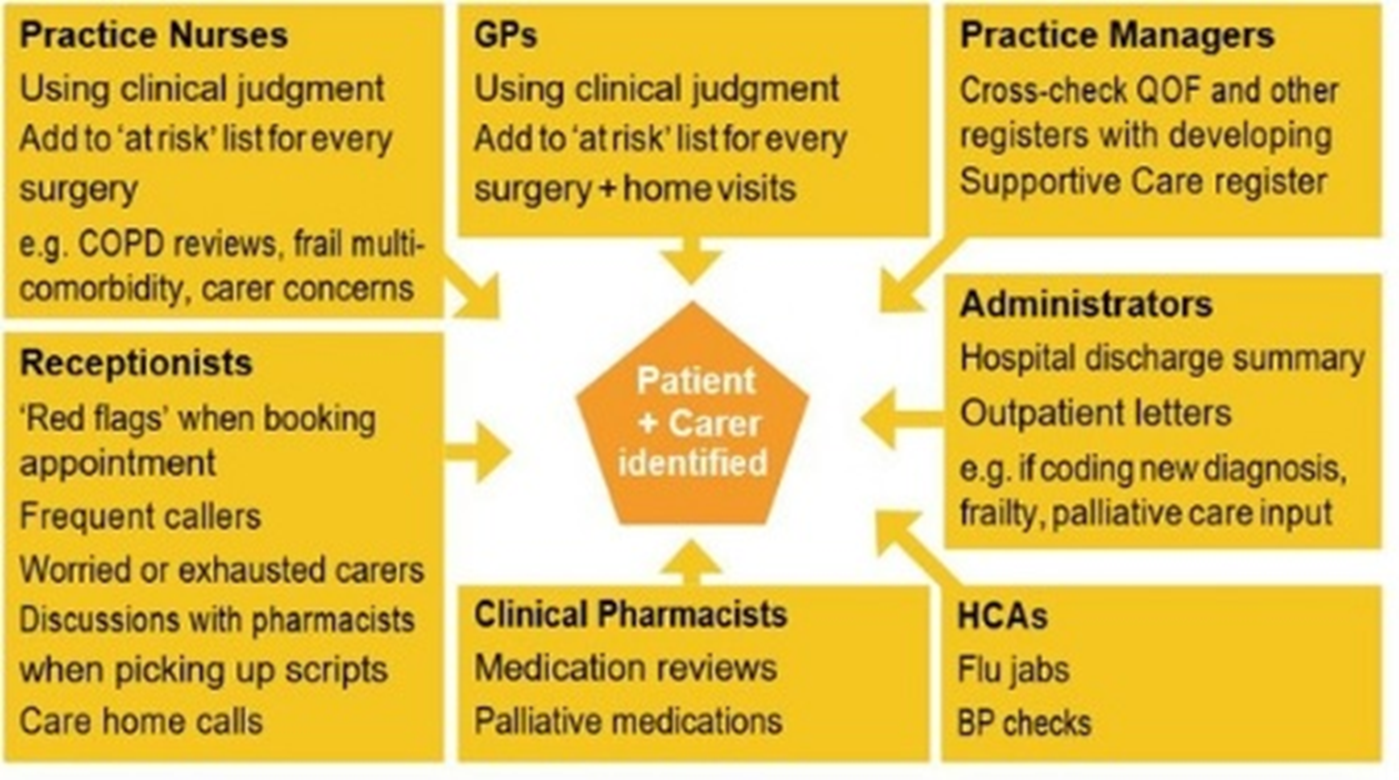 Practice Nurses
Using clinical judgment
Add to ‘at risk’ list for every
surgery
e.g. COPD reviews, frail multi-
comorbidity, carer concerns
GPs
Using clinical judgment
Add to ‘at risk’ list for every
surgery + home visits
Practice Managers
Cross-check QOF and other
registers with developing
Supportive Care register
Receptionists
‘Red flags’ when booking
appointment
Frequent callers
Worried or exhausted carers
Discussions with pharmacists
when picking up scripts
Care home calls
Patient
+ Carer
identified
Administrators
Hospital discharge summary
Outpatient letters
e.g. if coding new diagnosis,
frailty, palliative care input
Clinical Pharmacists
Medication reviews
Palliative medications
HCAs
Flu jabs
BP checks